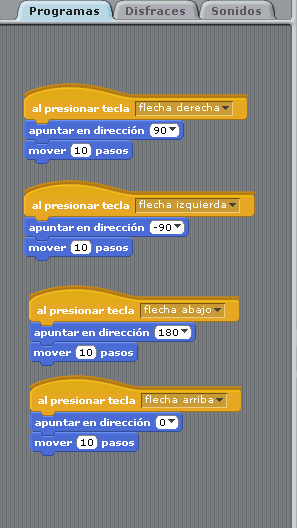 Programas Disfraces Sonidos
al presionar tecla flecha derecha
apuntar en dirección 90
mover 10 pasos
al presionar tecla flecha izquierda
apuntar en dirección -90
mover 10 pasos
al presionar tecla flecha abajo
apuntar en dirección 180
mover 10 pasos
al presionar tecla flecha arriba
apuntar en dirección 0
mover 10 pasos